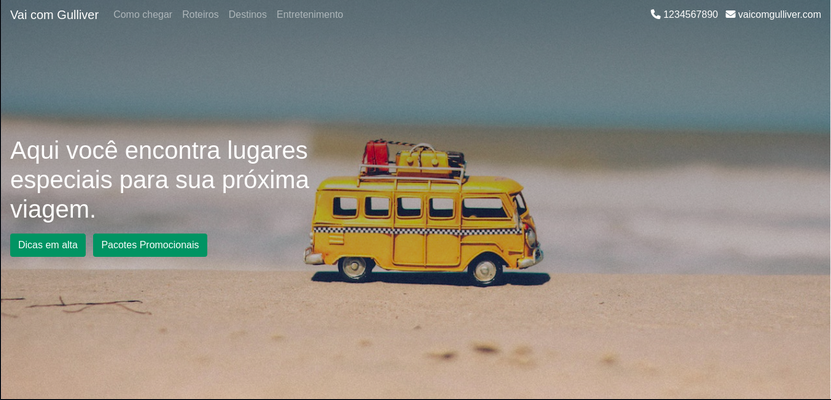 Vai com Gulliver Como chegar Roteiros Destinos Entretenimento 1234567890 vaicomgulliver.com
Aqui você encontra lugares
especiais para sua próxima
viagem.
Dicas em alta Pacotes Promocionais